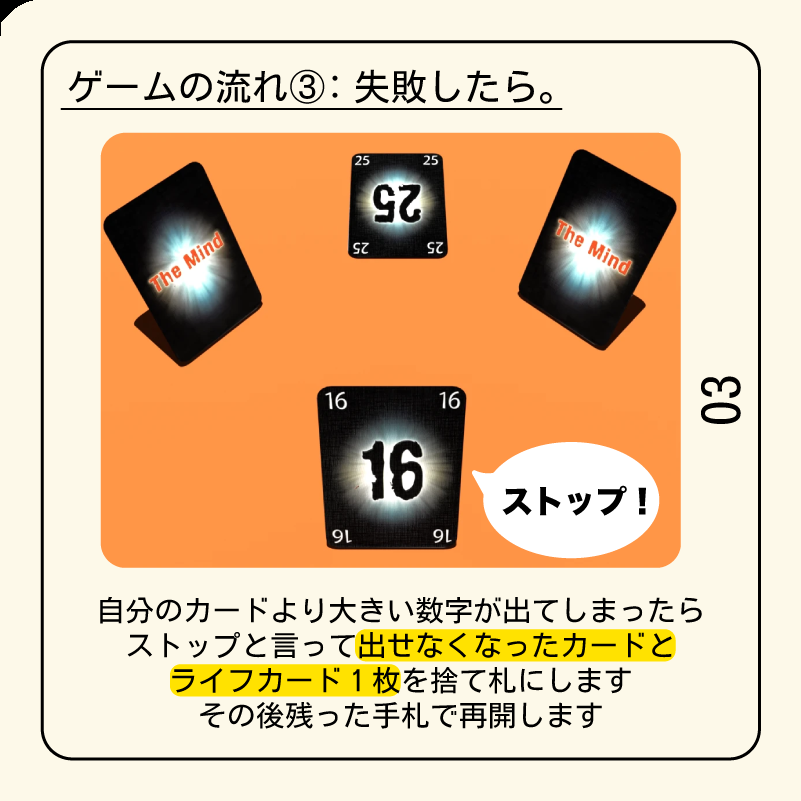 ゲームの流れ③：失敗したら。
25 25
25
25 25
The Mind
The Mind
16 16
16
16 16
ストップ！
03
自分のカードより大きい数字が出てしまったら
ストップと言って出せなくなったカードと
ライフカード１枚を捨て札にします
その後残った手札で再開します